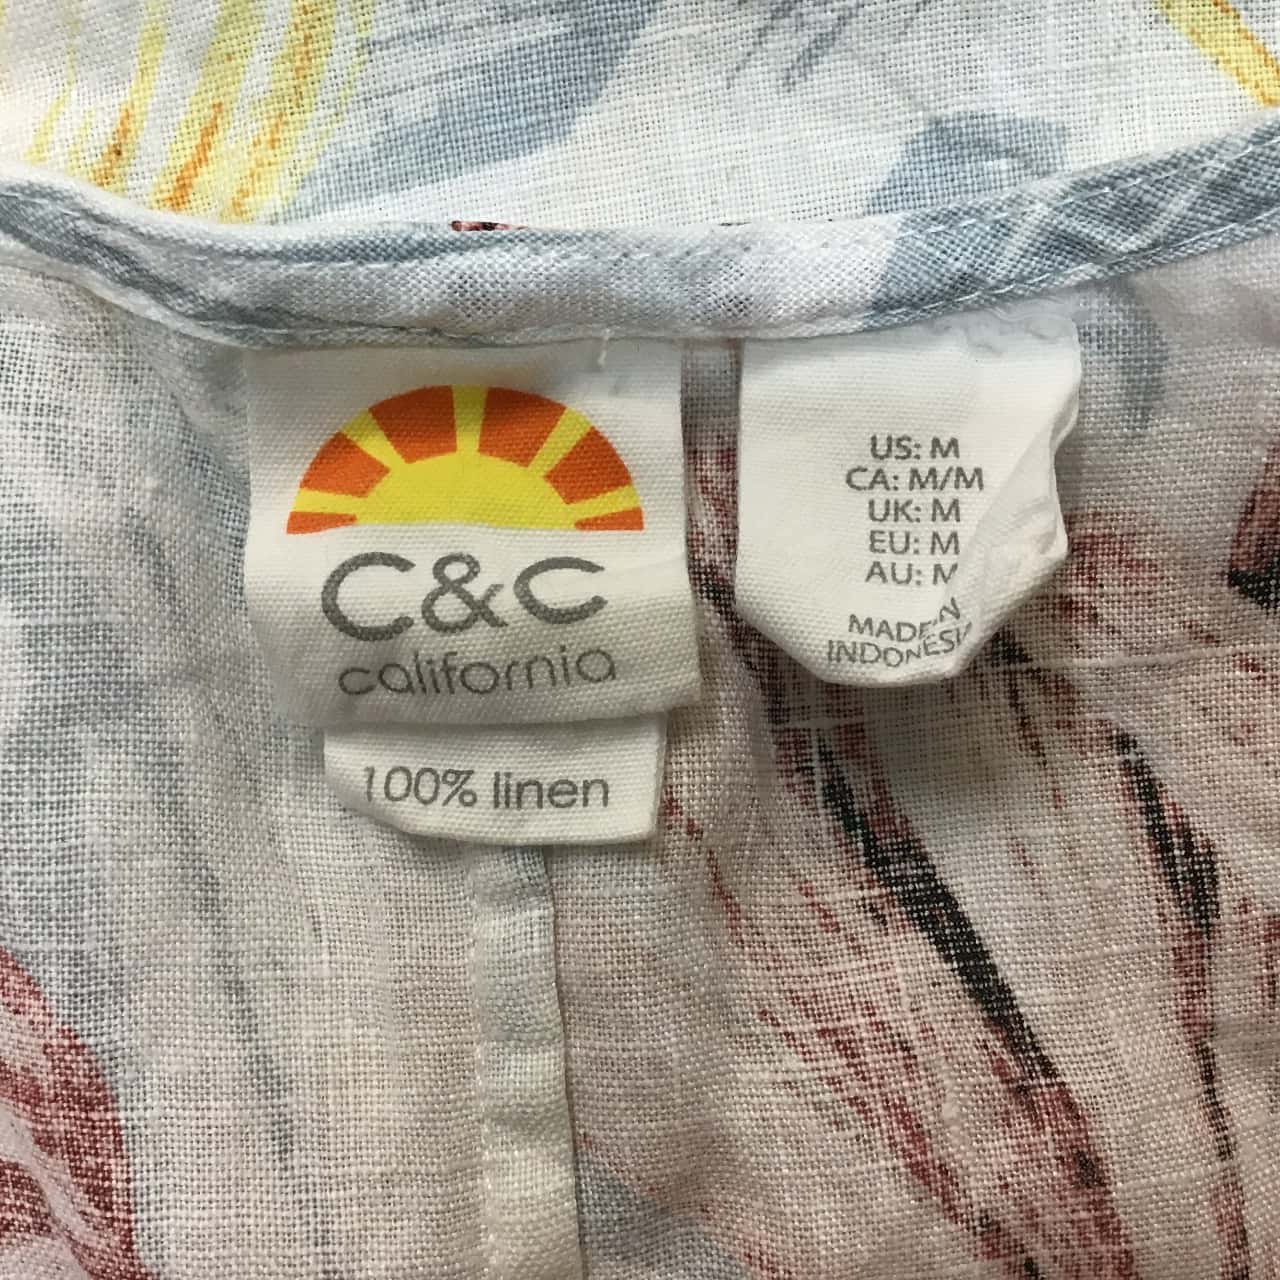 C&C
california
100% linen
US: M
CA: M/M
UK: M
EU: M
AU: M
MADE IN
INDONESIA